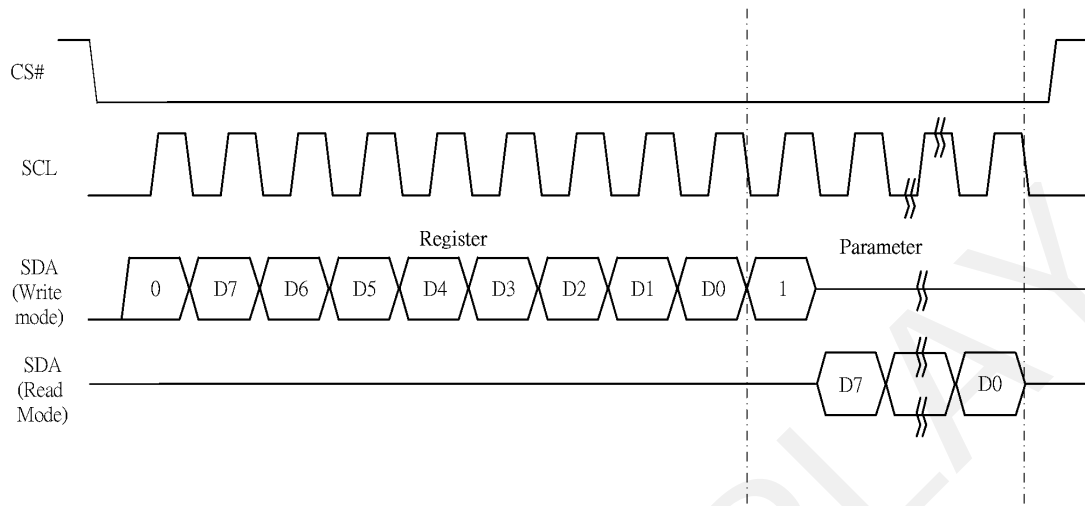 CS#
SCL
Register
Parameter
SDA
(Write
mode)
0 D7 D6 D5 D4 D3 D2 D1 D0 1
SDA
(Read
Mode)
D7 D0
LAY